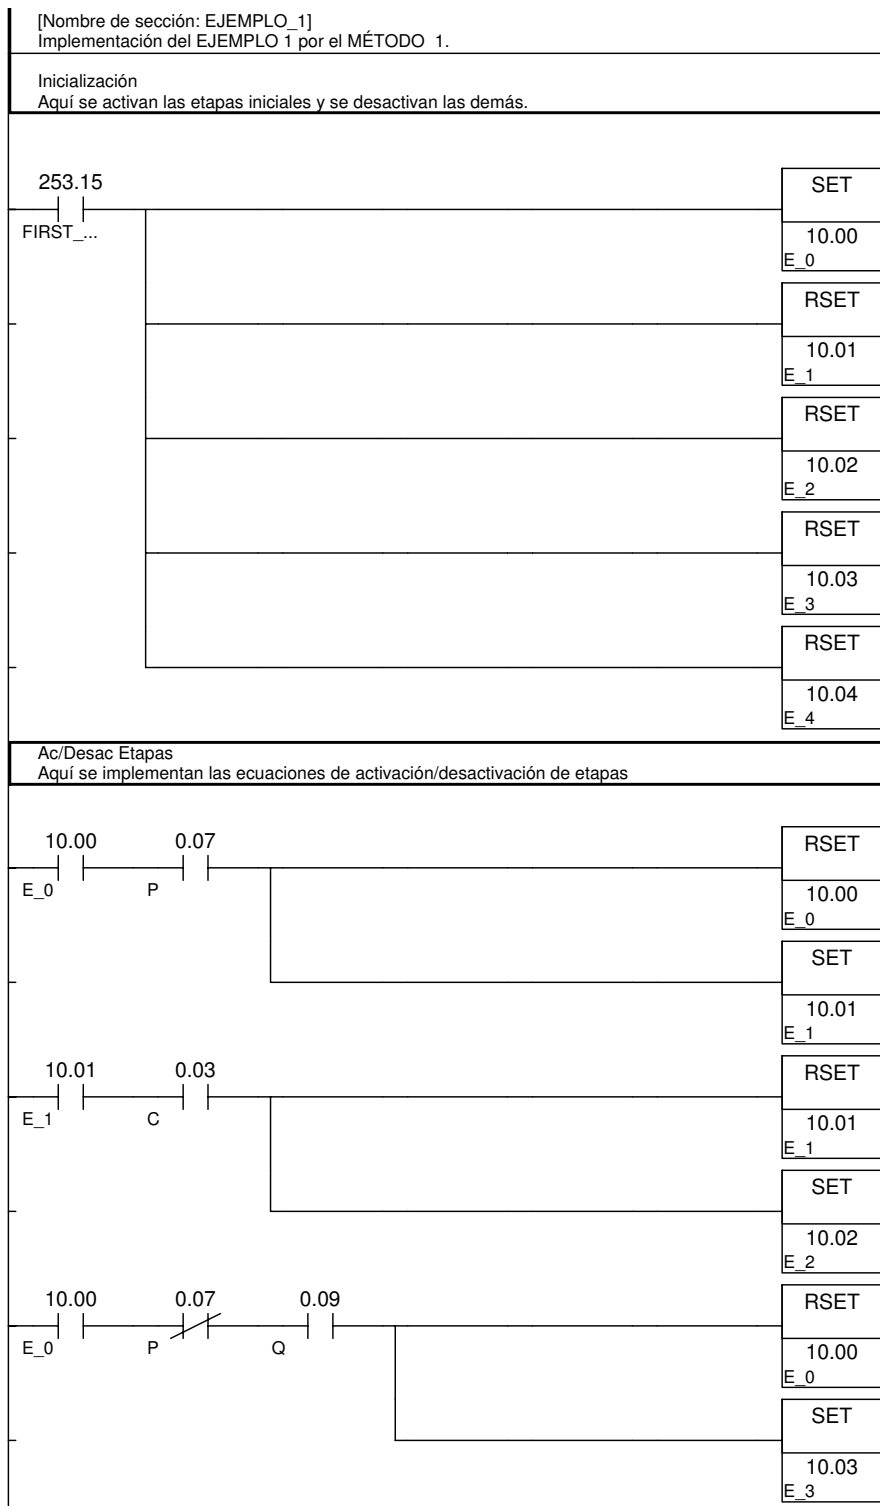 [Nombre de sección: EJEMPLO_1]
Implementación del EJEMPLO 1 por el MÉTODO  1.
Inicialización
Aquí se activan las etapas iniciales y se desactivan las demás.
253.15
FIRST_...
SET
10.00
E_0
RSET
10.01
E_1
RSET
10.02
E_2
RSET
10.03
E_3
RSET
10.04
E_4
Ac/Desac Etapas
Aquí se implementan las ecuaciones de activación/desactivación de etapas
10.00 0.07
E_0 P
RSET
10.00
E_0
SET
10.01
E_1
10.01 0.03
E_1 C
RSET
10.01
E_1
SET
10.02
E_2
10.00 0.07 0.09
E_0 P Q
RSET
10.00
E_0
SET
10.03
E_3